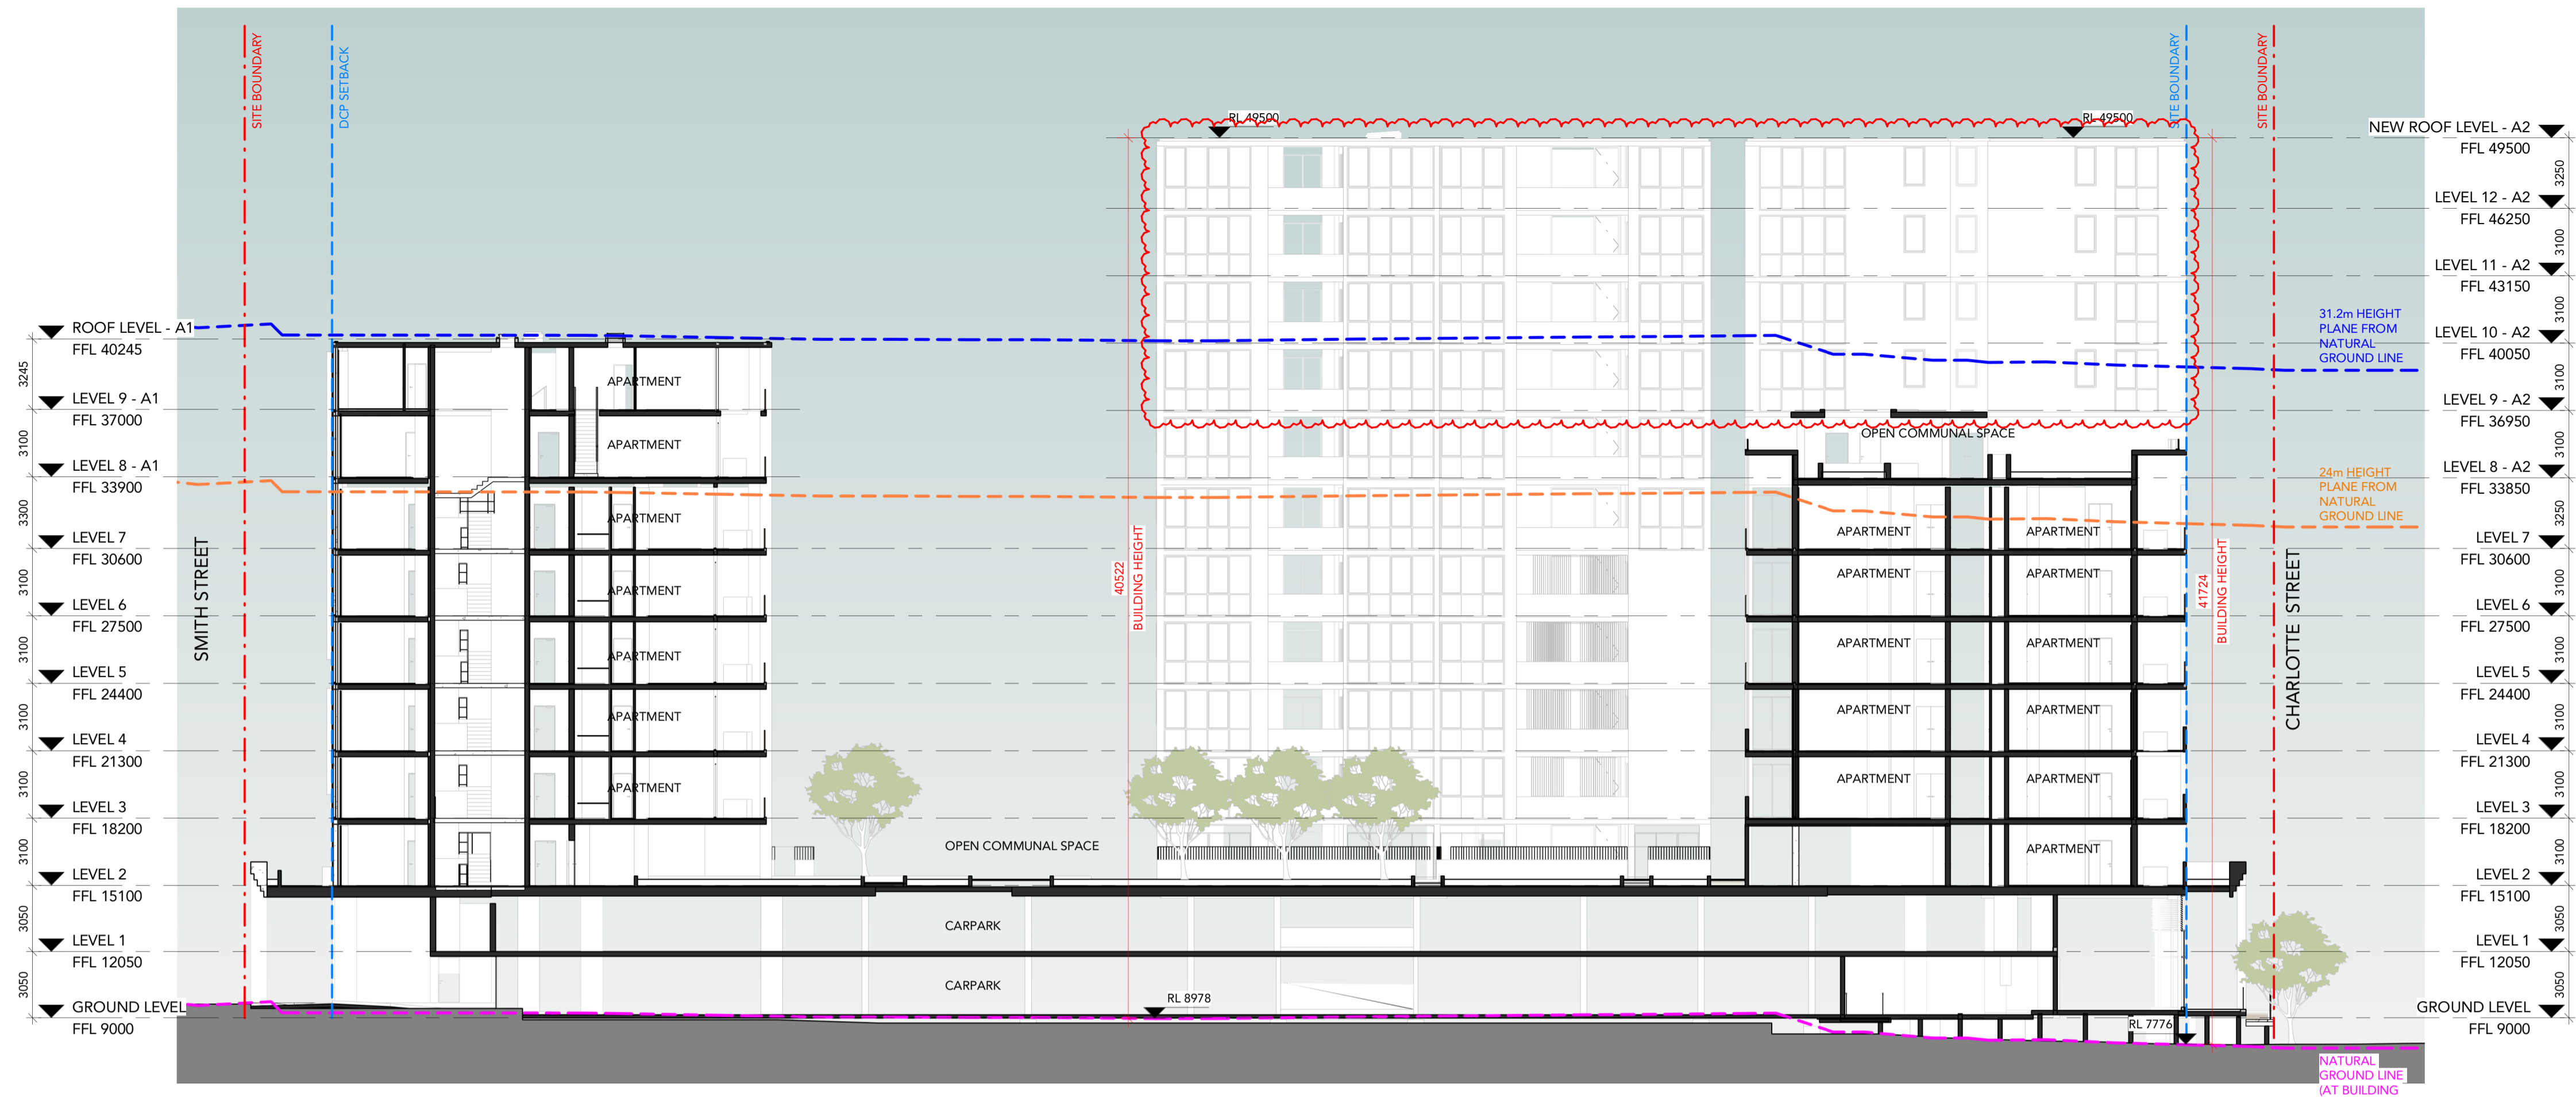 SITE BOUNDARY
DCP SETBACK
SITE BOUNDARY
SITE BOUNDARY
RL 49500
RL 49500
NEW ROOF LEVEL - A2
FFL 49500
3250
LEVEL 12 - A2
FFL 46250
3100
LEVEL 11 - A2
FFL 43150
3100
LEVEL 10 - A2
FFL 40050
3100
LEVEL 9 - A2
FFL 36950
3100
LEVEL 8 - A2
FFL 33850
3250
LEVEL 7
FFL 30600
3100
LEVEL 6
FFL 27500
3100
LEVEL 5
FFL 24400
3100
LEVEL 4
FFL 21300
3100
LEVEL 3
FFL 18200
3100
LEVEL 2
FFL 15100
3050
LEVEL 1
FFL 12050
3050
GROUND LEVEL
FFL 9000
31.2m HEIGHT
PLANE FROM
NATURAL
GROUND LINE
24m HEIGHT
PLANE FROM
NATURAL
GROUND LINE
ROOF LEVEL - A1
FFL 40245
3245
LEVEL 9 - A1
FFL 37000
3100
LEVEL 8 - A1
FFL 33900
3300
LEVEL 7
FFL 30600
3100
LEVEL 6
FFL 27500
3100
LEVEL 5
FFL 24400
3100
LEVEL 4
FFL 21300
3100
LEVEL 3
FFL 18200
3100
LEVEL 2
FFL 15100
3050
LEVEL 1
FFL 12050
3050
GROUND LEVEL
FFL 9000
SMITH STREET
APARTMENT
APARTMENT
APARTMENT
APARTMENT
APARTMENT
APARTMENT
APARTMENT
OPEN COMMUNAL SPACE
40522
BUILDING HEIGHT
OPEN COMMUNAL SPACE
APARTMENT
APARTMENT
APARTMENT
APARTMENT
APARTMENT
APARTMENT
APARTMENT
APARTMENT
APARTMENT
APARTMENT
APARTMENT
41724
BUILDING HEIGHT
CHARLOTTE STREET
CARPARK
CARPARK
RL 8978
RL 7776
NATURAL
GROUND LINE
(AT BUILDING